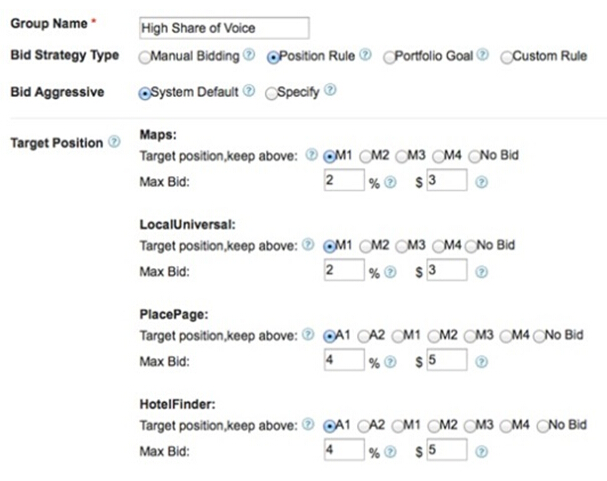 Group Name * High Share of Voice
Bid Strategy Type Manual Bidding ? Position Rule ? Portfolio Goal ? Custom Rule
Bid Aggressive System Default ? Specify ?
Target Position ? Maps:
Target position,keep above: ? M1 M2 M3 M4 No Bid
Max Bid: 2 % ? $ 3 ?
LocalUniversal:
Target position,keep above: ? M1 M2 M3 M4 No Bid
Max Bid: 2 % ? $ 3 ?
PlacePage:
Target position,keep above: ? A1 A2 M1 M2 M3 M4 No Bid
Max Bid: 4 % ? $ 5 ?
HotelFinder:
Target position,keep above: ? A1 A2 M1 M2 M3 M4 No Bid
Max Bid: 4 % ? $ 5 ?